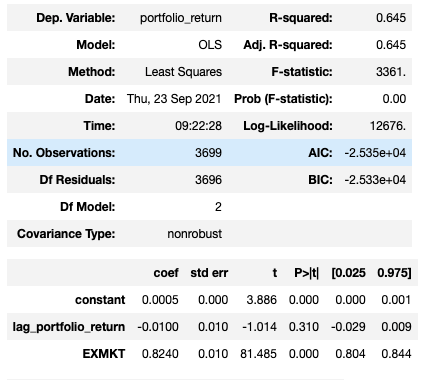 Dep. Variable: portfolio_return R-squared: 0.645
Model: OLS Adj. R-squared: 0.645
Method: Least Squares F-statistic: 3361.
Date: Thu, 23 Sep 2021 Prob (F-statistic): 0.00
Time: 09:22:28 Log-Likelihood: 12676.
No. Observations: 3699 AIC: -2.535e+04
Df Residuals: 3696 BIC: -2.533e+04
Df Model: 2
Covariance Type: nonrobust
coef std err t P>|t| [0.025 0.975]
constant 0.0005 0.000 3.886 0.000 0.000 0.001
lag_portfolio_return -0.0100 0.010 -1.014 0.310 -0.029 0.009
EXMKT 0.8240 0.010 81.485 0.000 0.804 0.844